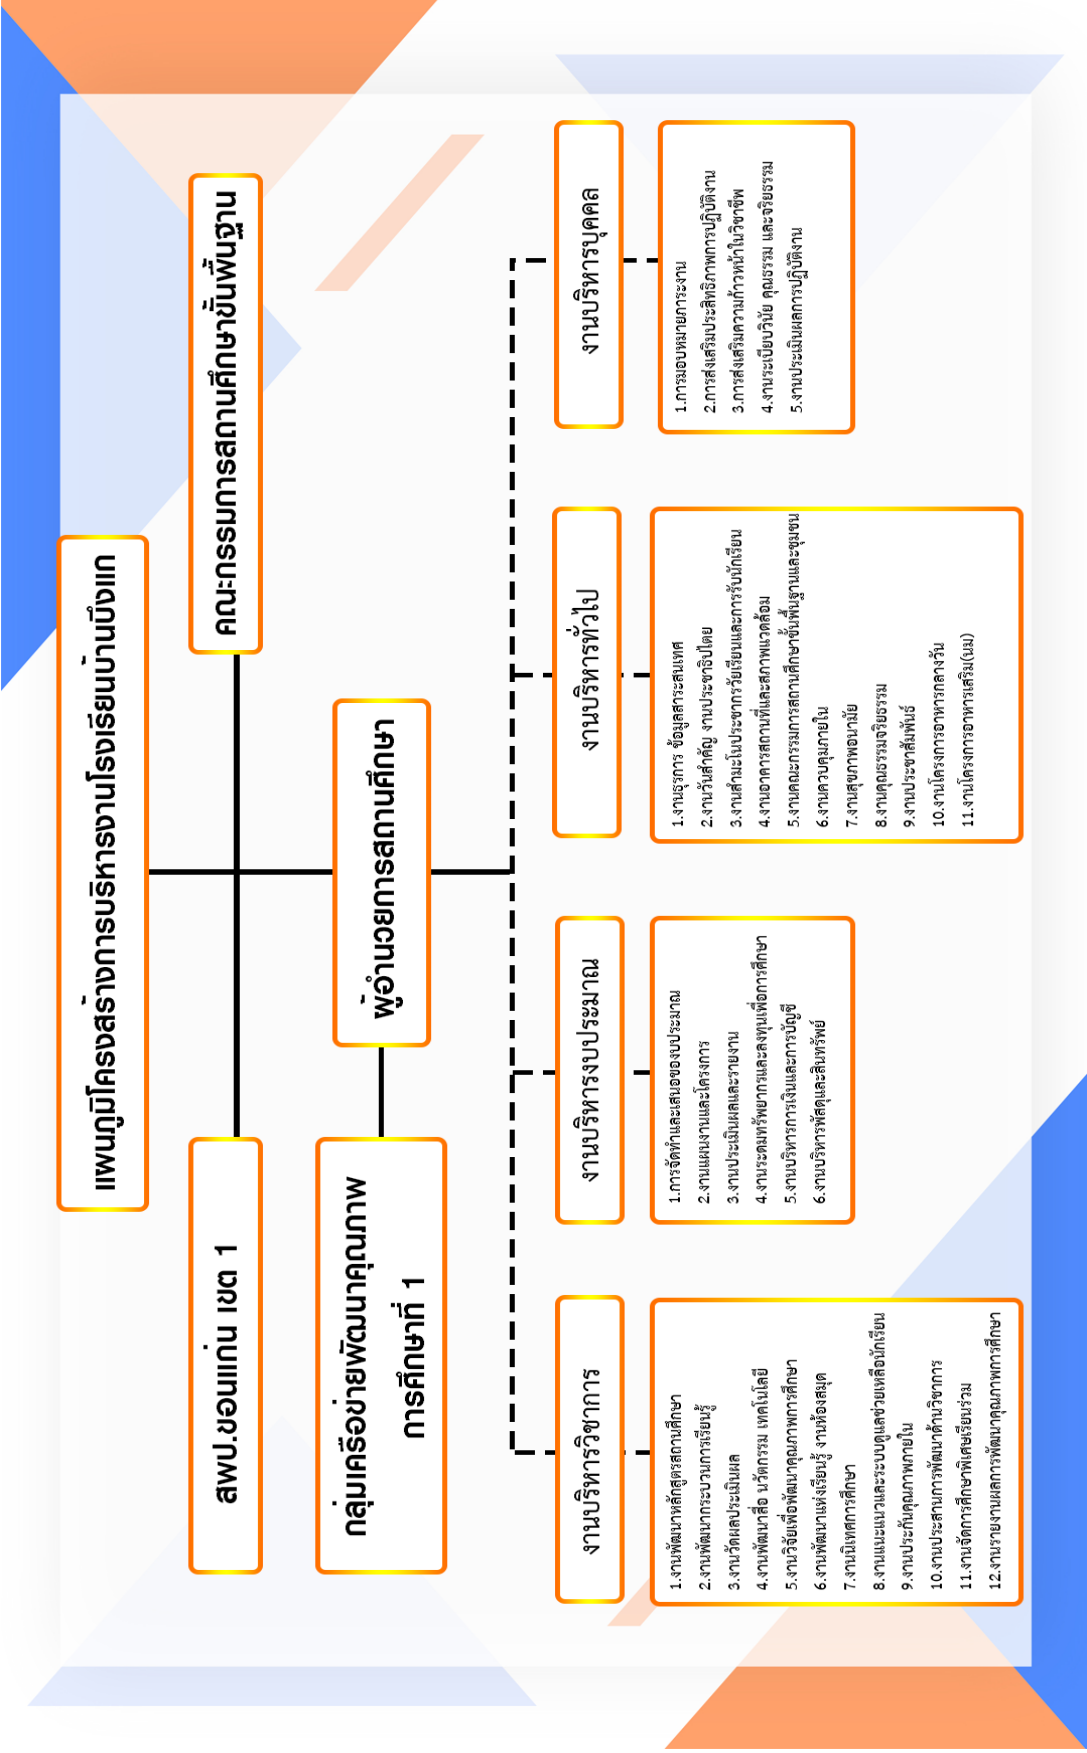 แผนภูมิโครงสร้างการบริหารงานโรงเรียนบ้านบึงแก
สพป.ขอนแก่น เขต 1
คณะกรรมการสถานศึกษาขั้นพื้นฐาน
กลุ่มเครือข่ายพัฒนาคุณภาพ
การศึกษาที่ 1
ผู้อำนวยการสถานศึกษา
งานบริหารวิชาการ
1.งานพัฒนาหลักสูตรสถานศึกษา
2.งานพัฒนากระบวนการเรียนรู้
3.งานวัดผลประเมินผล
4.งานพัฒนาสื่อ นวัตกรรม เทคโนโลยี
5.งานวิจัยเพื่อพัฒนาคุณภาพการศึกษา
6.งานพัฒนาแห่งเรียนรู้ งานห้องสมุด
7.งานนิเทศการศึกษา
8.งานแนะแนวและระบบดูแลช่วยเหลือนักเรียน
9.งานประกันคุณภาพภายใน
10.งานประสานการพัฒนาด้านวิชาการ
11.งานจัดการศึกษาพิเศษเรียนร่วม
12.งานรายงานผลการพัฒนาคุณภาพการศึกษา
งานบริหารงบประมาณ
1.การจัดทำและเสนอของบประมาณ
2.งานแผนงานและโครงการ
3.งานประเมินผลและรายงาน
4.งานระดมทรัพยากรและลงทุนเพื่อการศึกษา
5.งานบริหารการเงินและการบัญชี
6.งานบริหารพัสดุและสินทรัพย์
งานบริหารทั่วไป
1.งานธุรการ ข้อมูลสาระสนเทศ
2.งานวันสำคัญ งานประชาธิปไตย
3.งานสำมะโนประชากรวัยเรียนและการรับนักเรียน
4.งานอาคารสถานที่และสภาพแวดล้อม
5.งานคณะกรรมการสถานศึกษาขั้นพื้นฐานและชุมชน
6.งานควบคุมภายใน
7.งานสุขภาพอนามัย
8.งานคุณธรรมจริยธรรม
9.งานประชาสัมพันธ์
10.งานโครงการอาหารกลางวัน
11.งานโครงการอาหารเสริม(นม)
งานบริหารบุคคล
1.การมอบหมายภาระงาน
2.การส่งเสริมประสิทธิภาพการปฏิบัติงาน
3.การส่งเสริมความก้าวหน้าในวิชาชีพ
4.งานระเบียบวินัย คุณธรรม และจริยธรรม
5.งานประเมินผลการปฏิบัติงาน